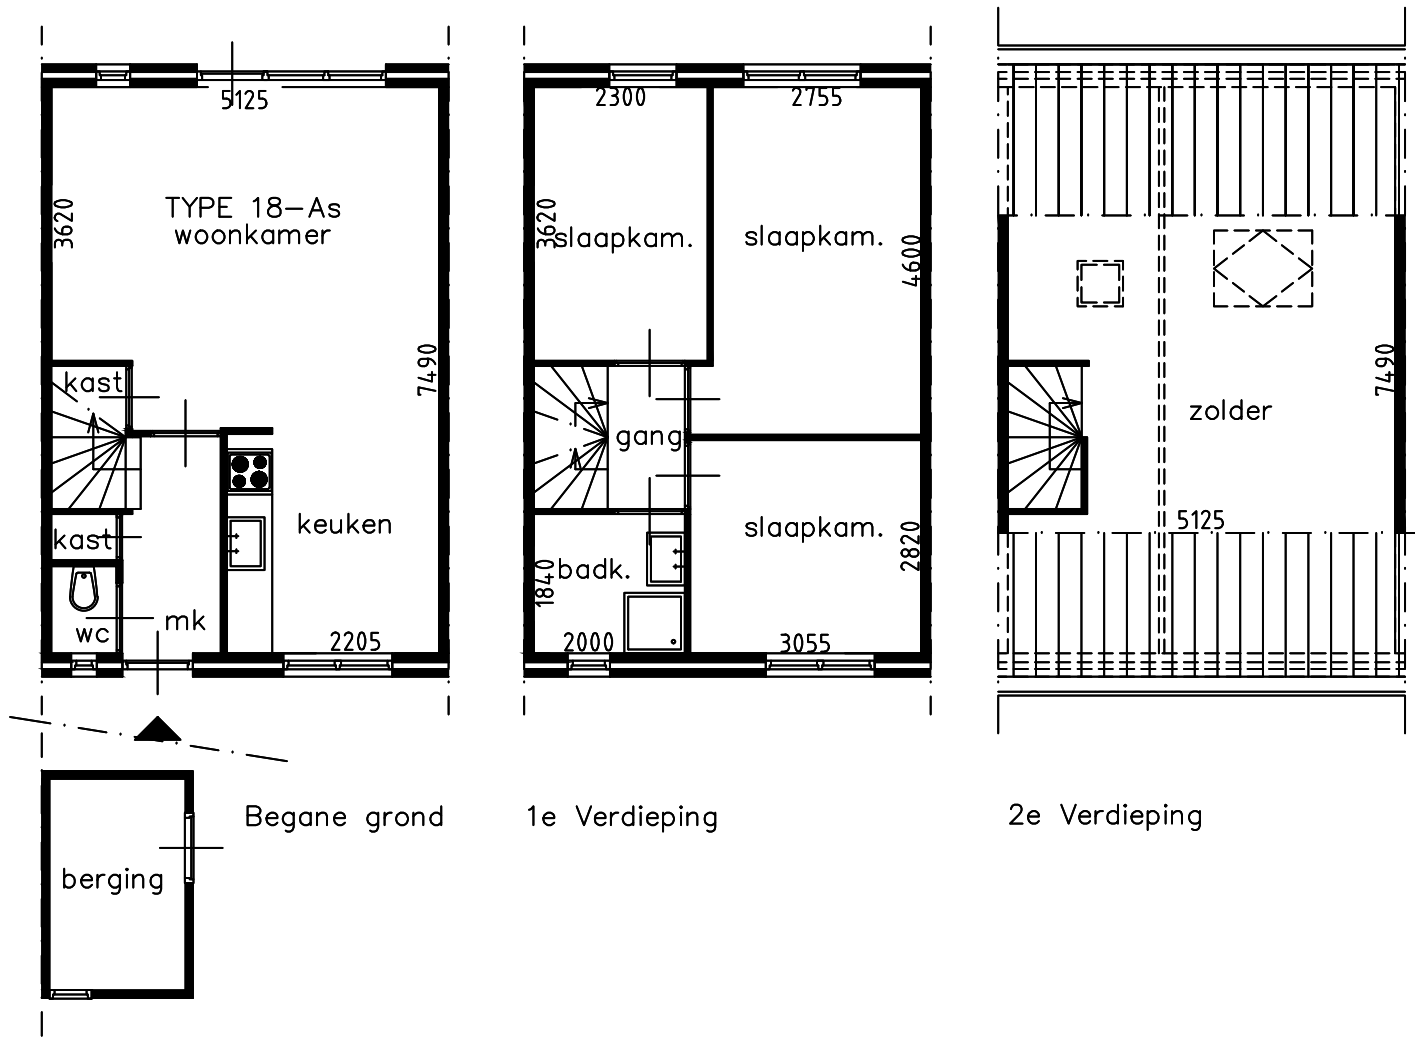 5125
3620
TYPE 18-As
woonkamer
7490
kast
keuken
kast
wc
mk
2205
2300
2755
3620
slaapkam.
slaapkam.
4600
gang
slaapkam.
2820
badk.
1840
2000
3055
7490
zolder
5125
Begane grond
1e Verdieping
2e Verdieping
berging